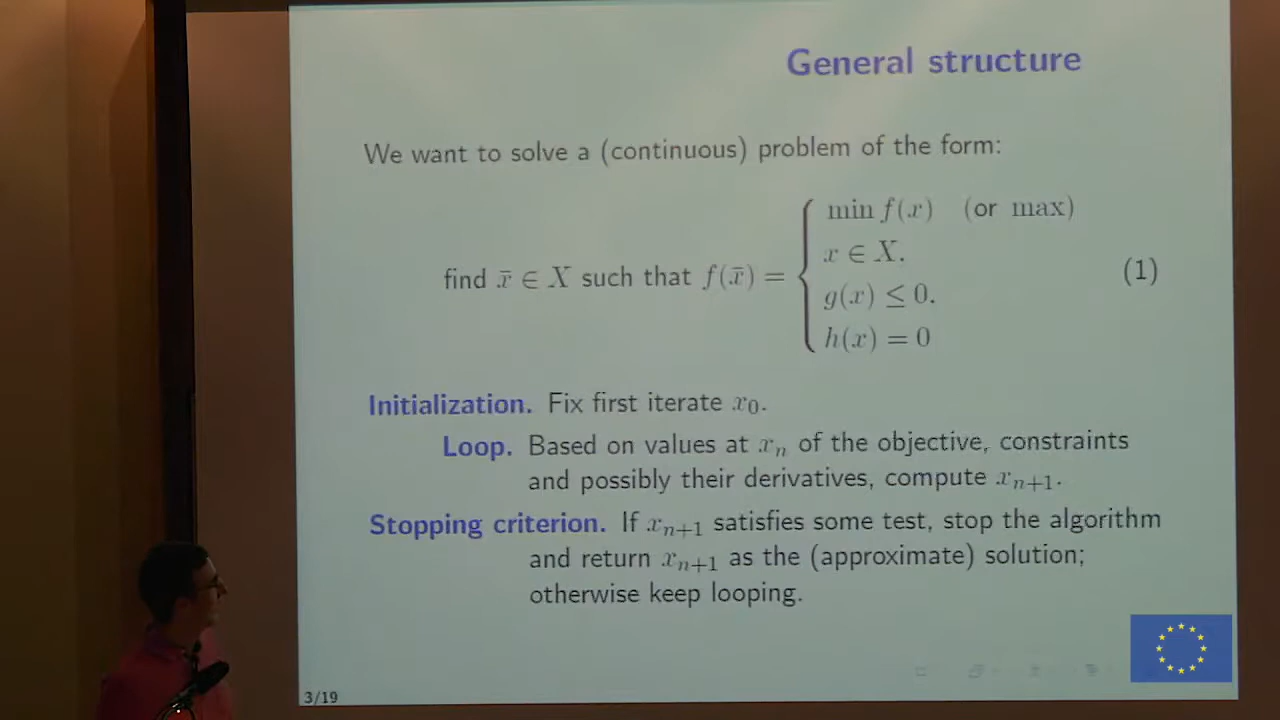 General structure
We want to solve a (continuous) problem of the form:
min f(x) (or max)
x ∈ X.
find x̄ ∈ X such that f(x̄) = (1)
g(x) ≤ 0.
h(x) = 0
Initialization. Fix first iterate x₀.
Loop. Based on values at xₙ of the objective, constraints
and possibly their derivatives, compute xₙ₊₁.
Stopping criterion. If xₙ₊₁ satisfies some test, stop the algorithm
and return xₙ₊₁ as the (approximate) solution;
otherwise keep looping.
3/19